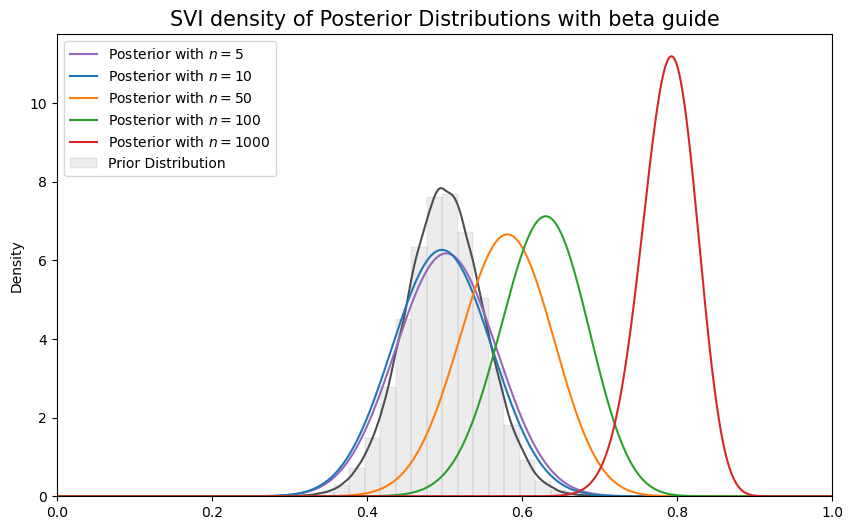 SVI density of Posterior Distributions with beta guide
Posterior with n = 5
Posterior with n = 10
Posterior with n = 50
Posterior with n = 100
Posterior with n = 1000
Prior Distribution
Density
10
8
6
4
2
0
0.0 0.2 0.4 0.6 0.8 1.0